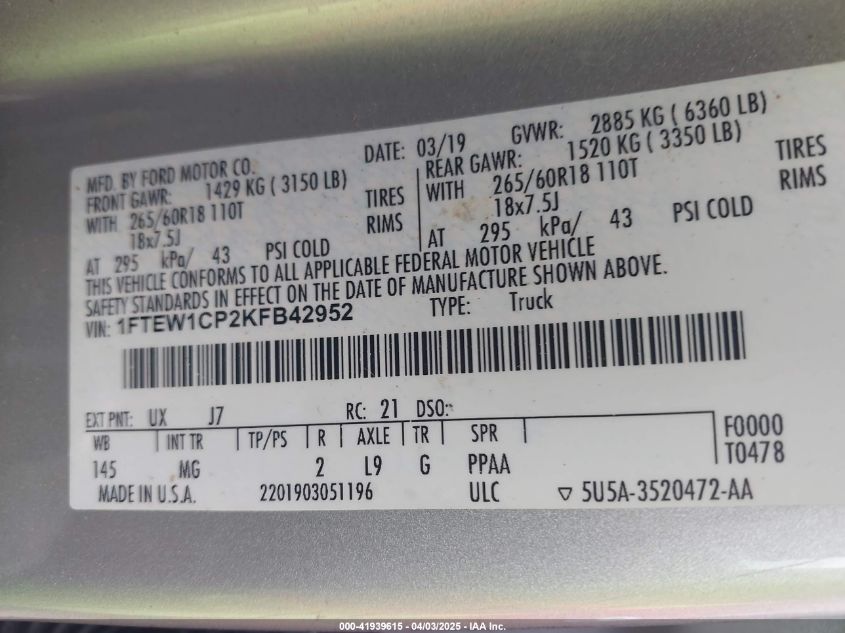 MFD. BY FORD MOTOR CO. DATE: 03/19 GVWR: 2885 KG ( 6360 LB)
FRONT GAWR: 1429 KG ( 3150 LB) REAR GAWR: 1520 KG ( 3350 LB)
WITH 265/60R18 110T TIRES WITH 265/60R18 110T TIRES
18x7.5J RIMS 18x7.5J RIMS
AT 295 kPa/ 43 PSI COLD AT 295 kPa/ 43 PSI COLD
THIS VEHICLE CONFORMS TO ALL APPLICABLE FEDERAL MOTOR VEHICLE
SAFETY STANDARDS IN EFFECT ON THE DATE OF MANUFACTURE SHOWN ABOVE.
VIN: 1FTEW1CP2KFB42952 TYPE: Truck
EXT PNT: UX J7 RC: 21 DSO:
WB INT TR TP/PS R AXLE TR SPR F0000
145 MG 2 L9 G PPAA T0478
MADE IN U.S.A. 2201903051196 ULC ▽ 5U5A-3520472-AA
000-41939615 - 04/03/2025 - IAA Inc.